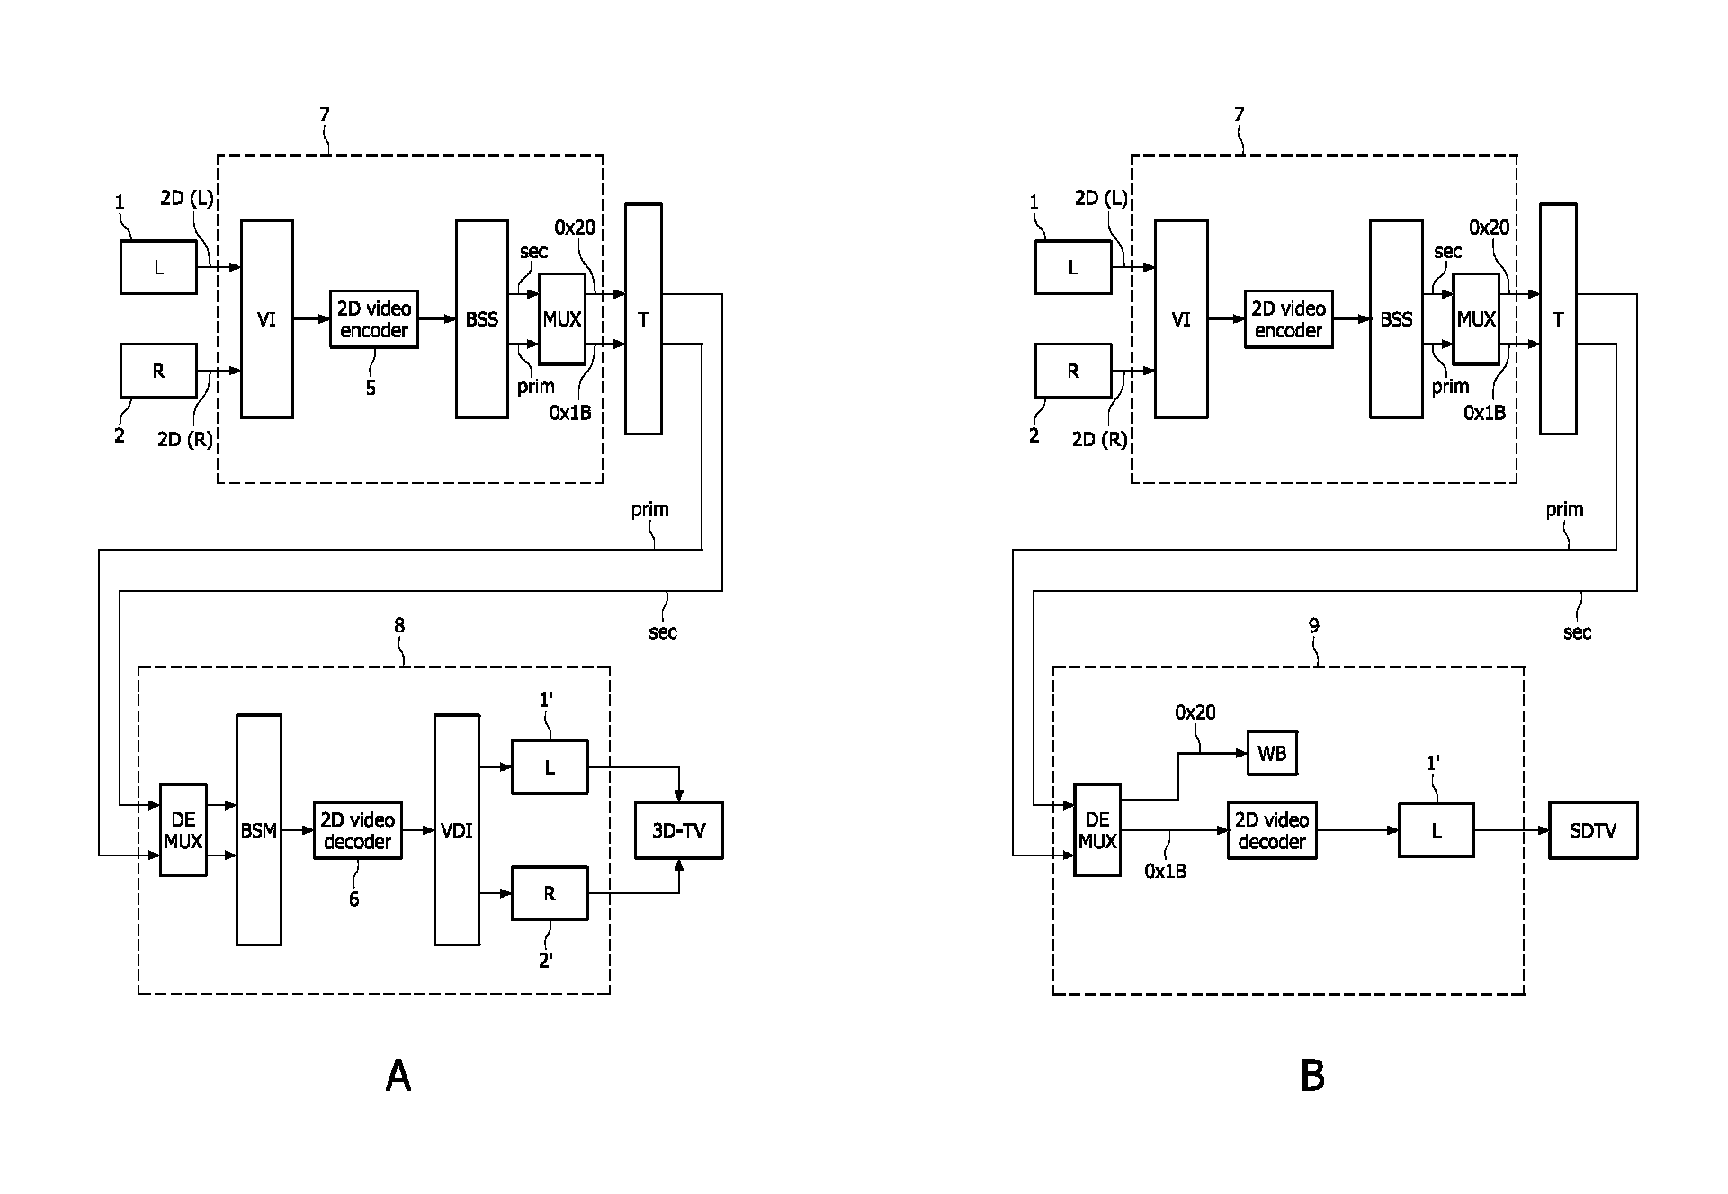 7
1
2D (L)
L
VI
2D video
encoder
5
BSS
sec
prim
MUX
0x20
0x1B
T
R
2
2D (R)
prim
sec
8
DE
MUX
BSM
2D video
decoder
6
VDI
1'
L
R
2'
3D-TV
A
7
1
2D (L)
L
VI
2D video
encoder
BSS
sec
prim
MUX
0x20
0x1B
T
R
2
2D (R)
prim
sec
9
DE
MUX
0x20
WB
0x1B
2D video
decoder
1'
L
SDTV
B